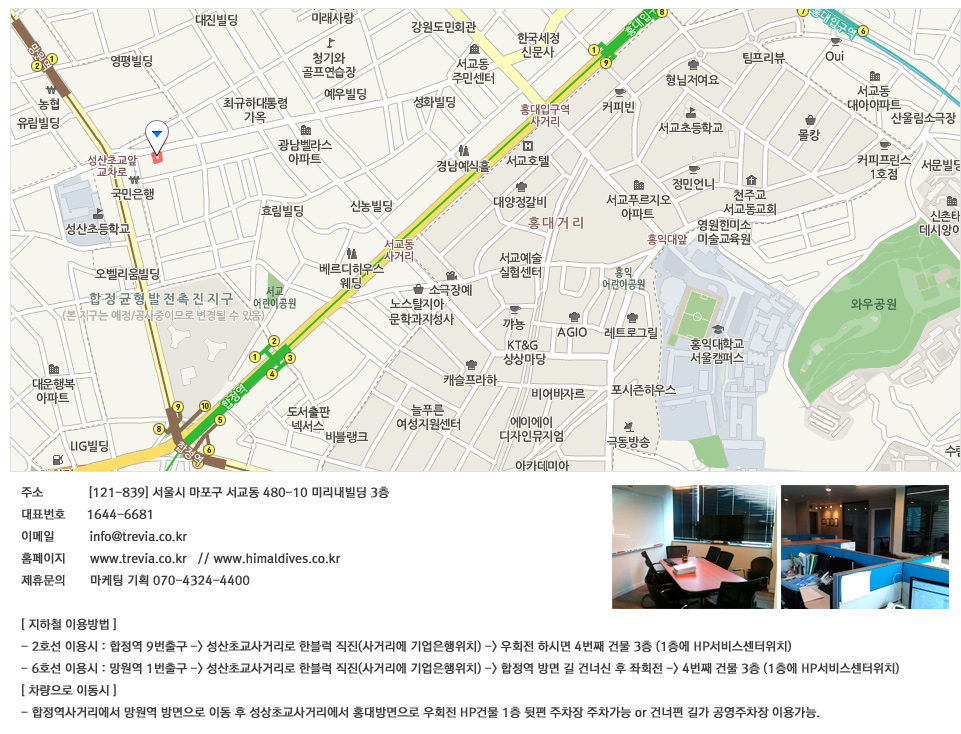 대진빌딩
미래사랑
강원도민회관
홍대입구
홍대입구역
망원역
영평빌딩
청기와
골프연습장
서교동
주민센터
한국세정
신문사
팀프리뷰
Oui
농협
유림빌딩
최규하대통령
가옥
예우빌딩
성화빌딩
커피빈
형님저여요
서교동
대아아파트
산울림소극장
홍대입구역
사거리
서교초등학교
몰캉
광남벨라스
아파트
성산초교앞
교차로
국민은행
경남예식홀
서교호텔
커피프린스
1호점
서문빌딩
정민언니
천주교
서교동교회
대양정갈비
서교푸르지오
아파트
신촌타
데시앙아
성산초등학교
효림빌딩
신농빌딩
홍대거리
홍익대앞
영원한미소
미술교육원
서교동
사거리
오벨리움빌딩
베르디하우스
웨딩
서교예술
실험센터
홍익
어린이공원
합정균형발전촉진지구
(본 지구는 예정/공사중이므로 변경될 수 있음)
서교
어린이공원
소극장예
노스탈지아
문학과지성사
와우공원
꺄뇽
AGIO
레트로그릴
KT&G
상상마당
홍익대학교
서울캠퍼스
대운행복
아파트
캐슬프라하
합정역
비어바자르
포시즌하우스
도서출판
넥서스
늘푸른
여성지원센터
에이에이
디자인뮤지엄
LIG빌딩
비블랭크
극동방송
합정역
아카데미아
주소 [121-839] 서울시 마포구 서교동 480-10 미리내빌딩 3층
대표번호 1644-6681
이메일 info@trevia.co.kr
홈페이지 www.trevia.co.kr // www.himaldives.co.kr
제휴문의 마케팅 기획 070-4324-4400
[ 지하철 이용방법 ]
- 2호선 이용시 : 합정역 9번출구 -> 성산초교사거리로 한블럭 직진(사거리에 기업은행위치) -> 우회전 하시면 4번째 건물 3층 (1층에 HP서비스센터위치)
- 6호선 이용시 : 망원역 1번출구 -> 성산초교사거리로 한블럭 직진(사거리에 기업은행위치) -> 합정역 방면 길 건너신 후 좌회전 -> 4번째 건물 3층 (1층에 HP서비스센터위치)
[ 차량으로 이동시 ]
- 합정역사거리에서 망원역 방면으로 이동 후 성상초교사거리에서 홍대방면으로 우회전 HP건물 1층 뒷편 주차장 주차가능 or 건너편 길가 공영주차장 이용가능.